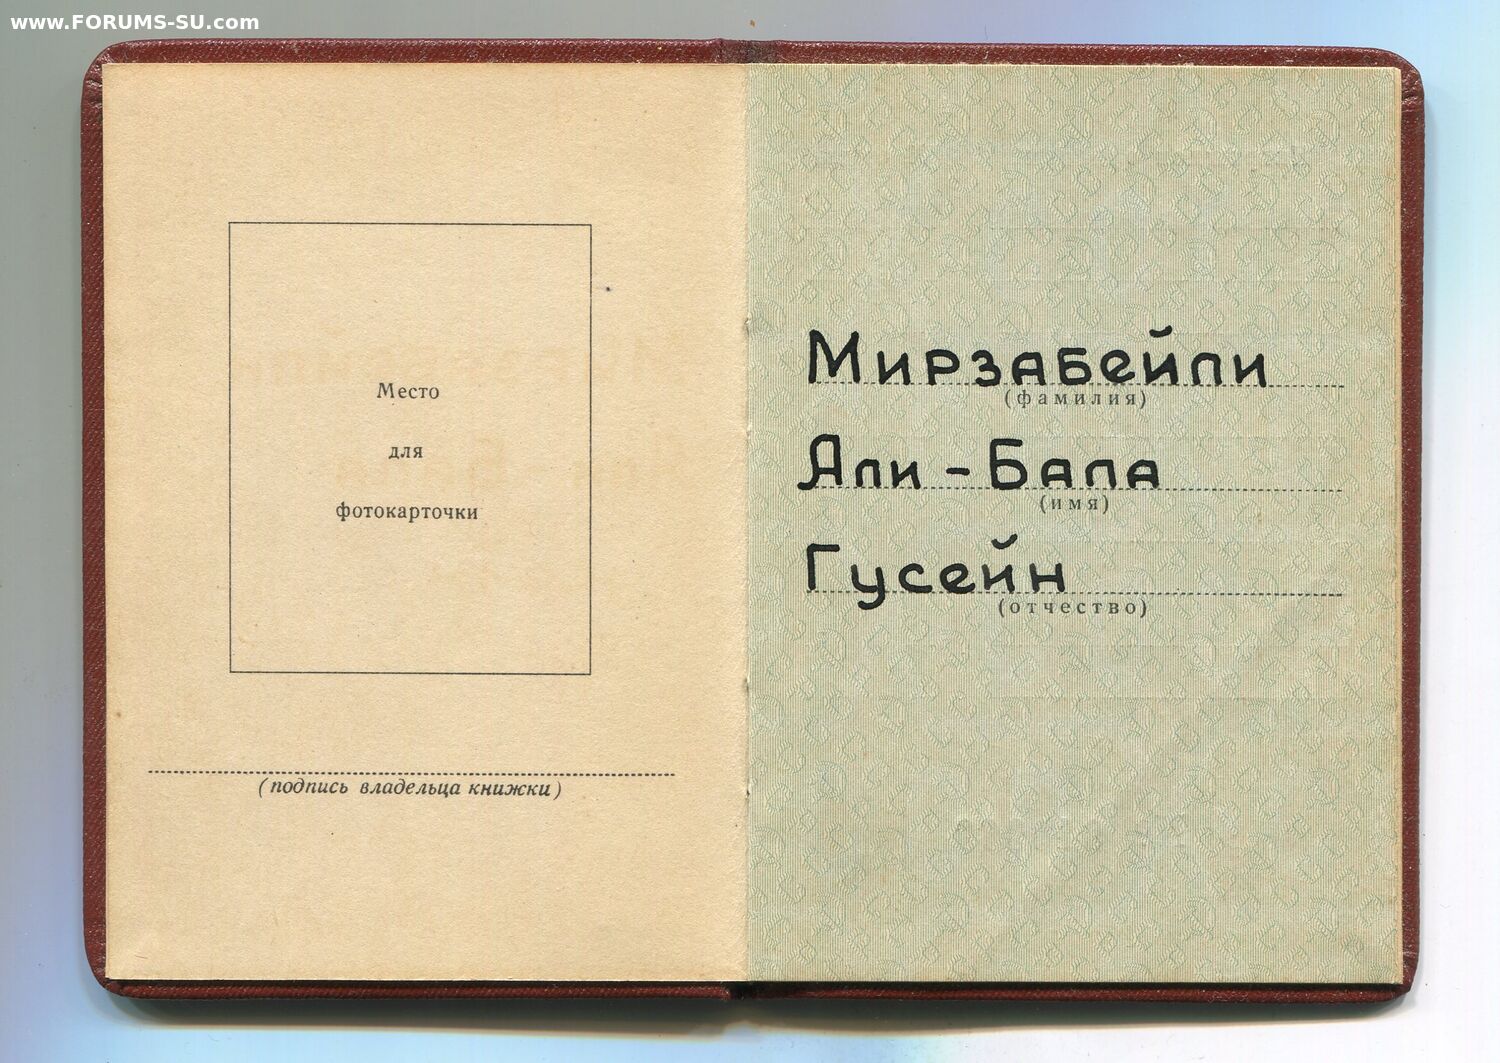 www.FORUMS-SU.com
Место
для
фотокарточки
(подпись владельца книжки)
Мирзабейли
(фамилия)
Али-Бала
(имя)
Гусейн
(отчество)